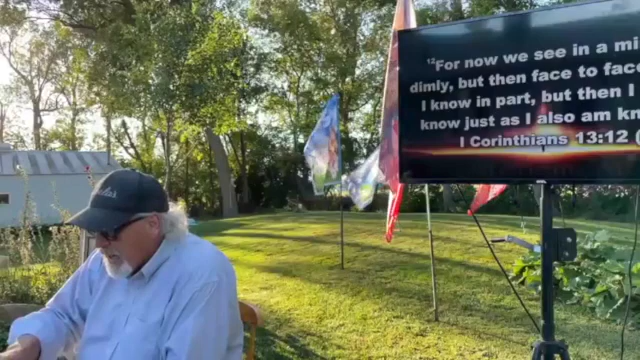 ¹²For now we see in a mi
dimly, but then face to face
I know in part, but then I
know just as I also am kn
I Corinthians 13:12 (